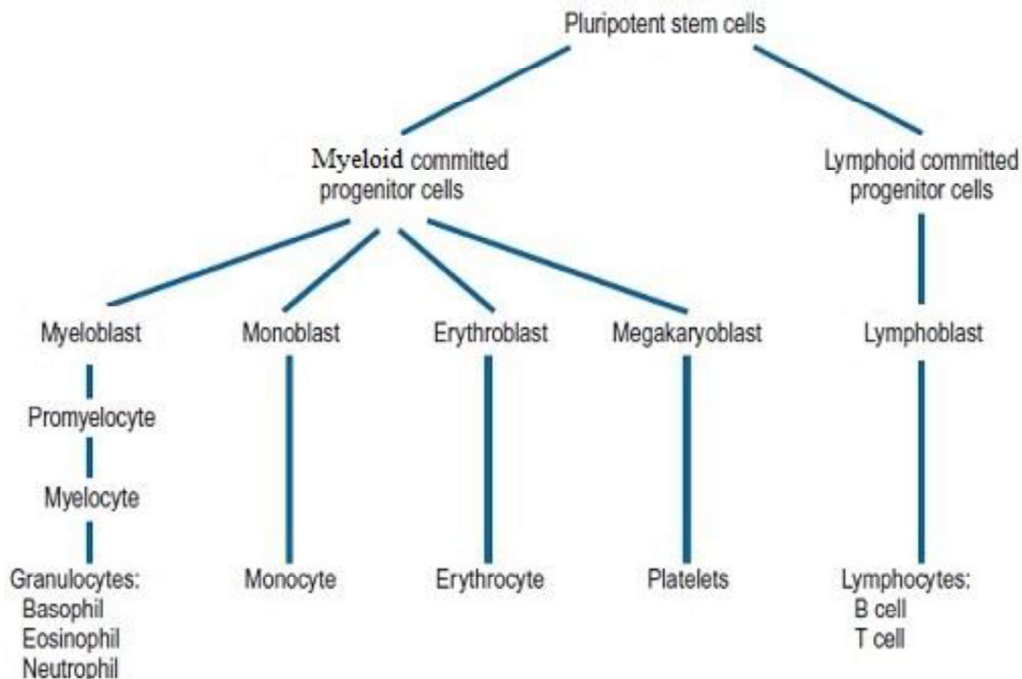 Pluripotent stem cells
Myeloid committed
progenitor cells
Lymphoid committed
progenitor cells
Myeloblast
Monoblast
Erythroblast
Megakaryoblast
Lymphoblast
Promyelocyte
Myelocyte
Granulocytes:
Basophil
Eosinophil
Neutrophil
Monocyte
Erythrocyte
Platelets
Lymphocytes:
B cell
T cell